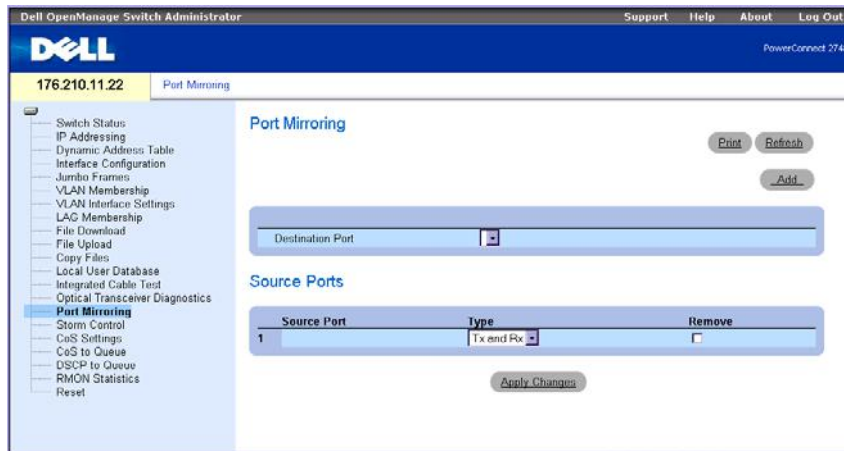 Dell OpenManage Switch Administrator
Support Help About Log Out
DELL
PowerConnect 274
176.210.11.22
Port Mirroring
Switch Status
IP Addressing
Dynamic Address Table
Interface Configuration
Jumbo Frames
VLAN Membership
VLAN Interface Settings
LAG Membership
File Download
File Upload
Copy Files
Local User Database
Integrated Cable Test
Optical Transceiver Diagnostics
Port Mirroring
Storm Control
CoS Settings
CoS to Queue
DSCP to Queue
RMON Statistics
Reset
Port Mirroring
Print Refresh
Add
Destination Port
Source Ports
Source Port Type Remove
1 Tx and Rx
Apply Changes